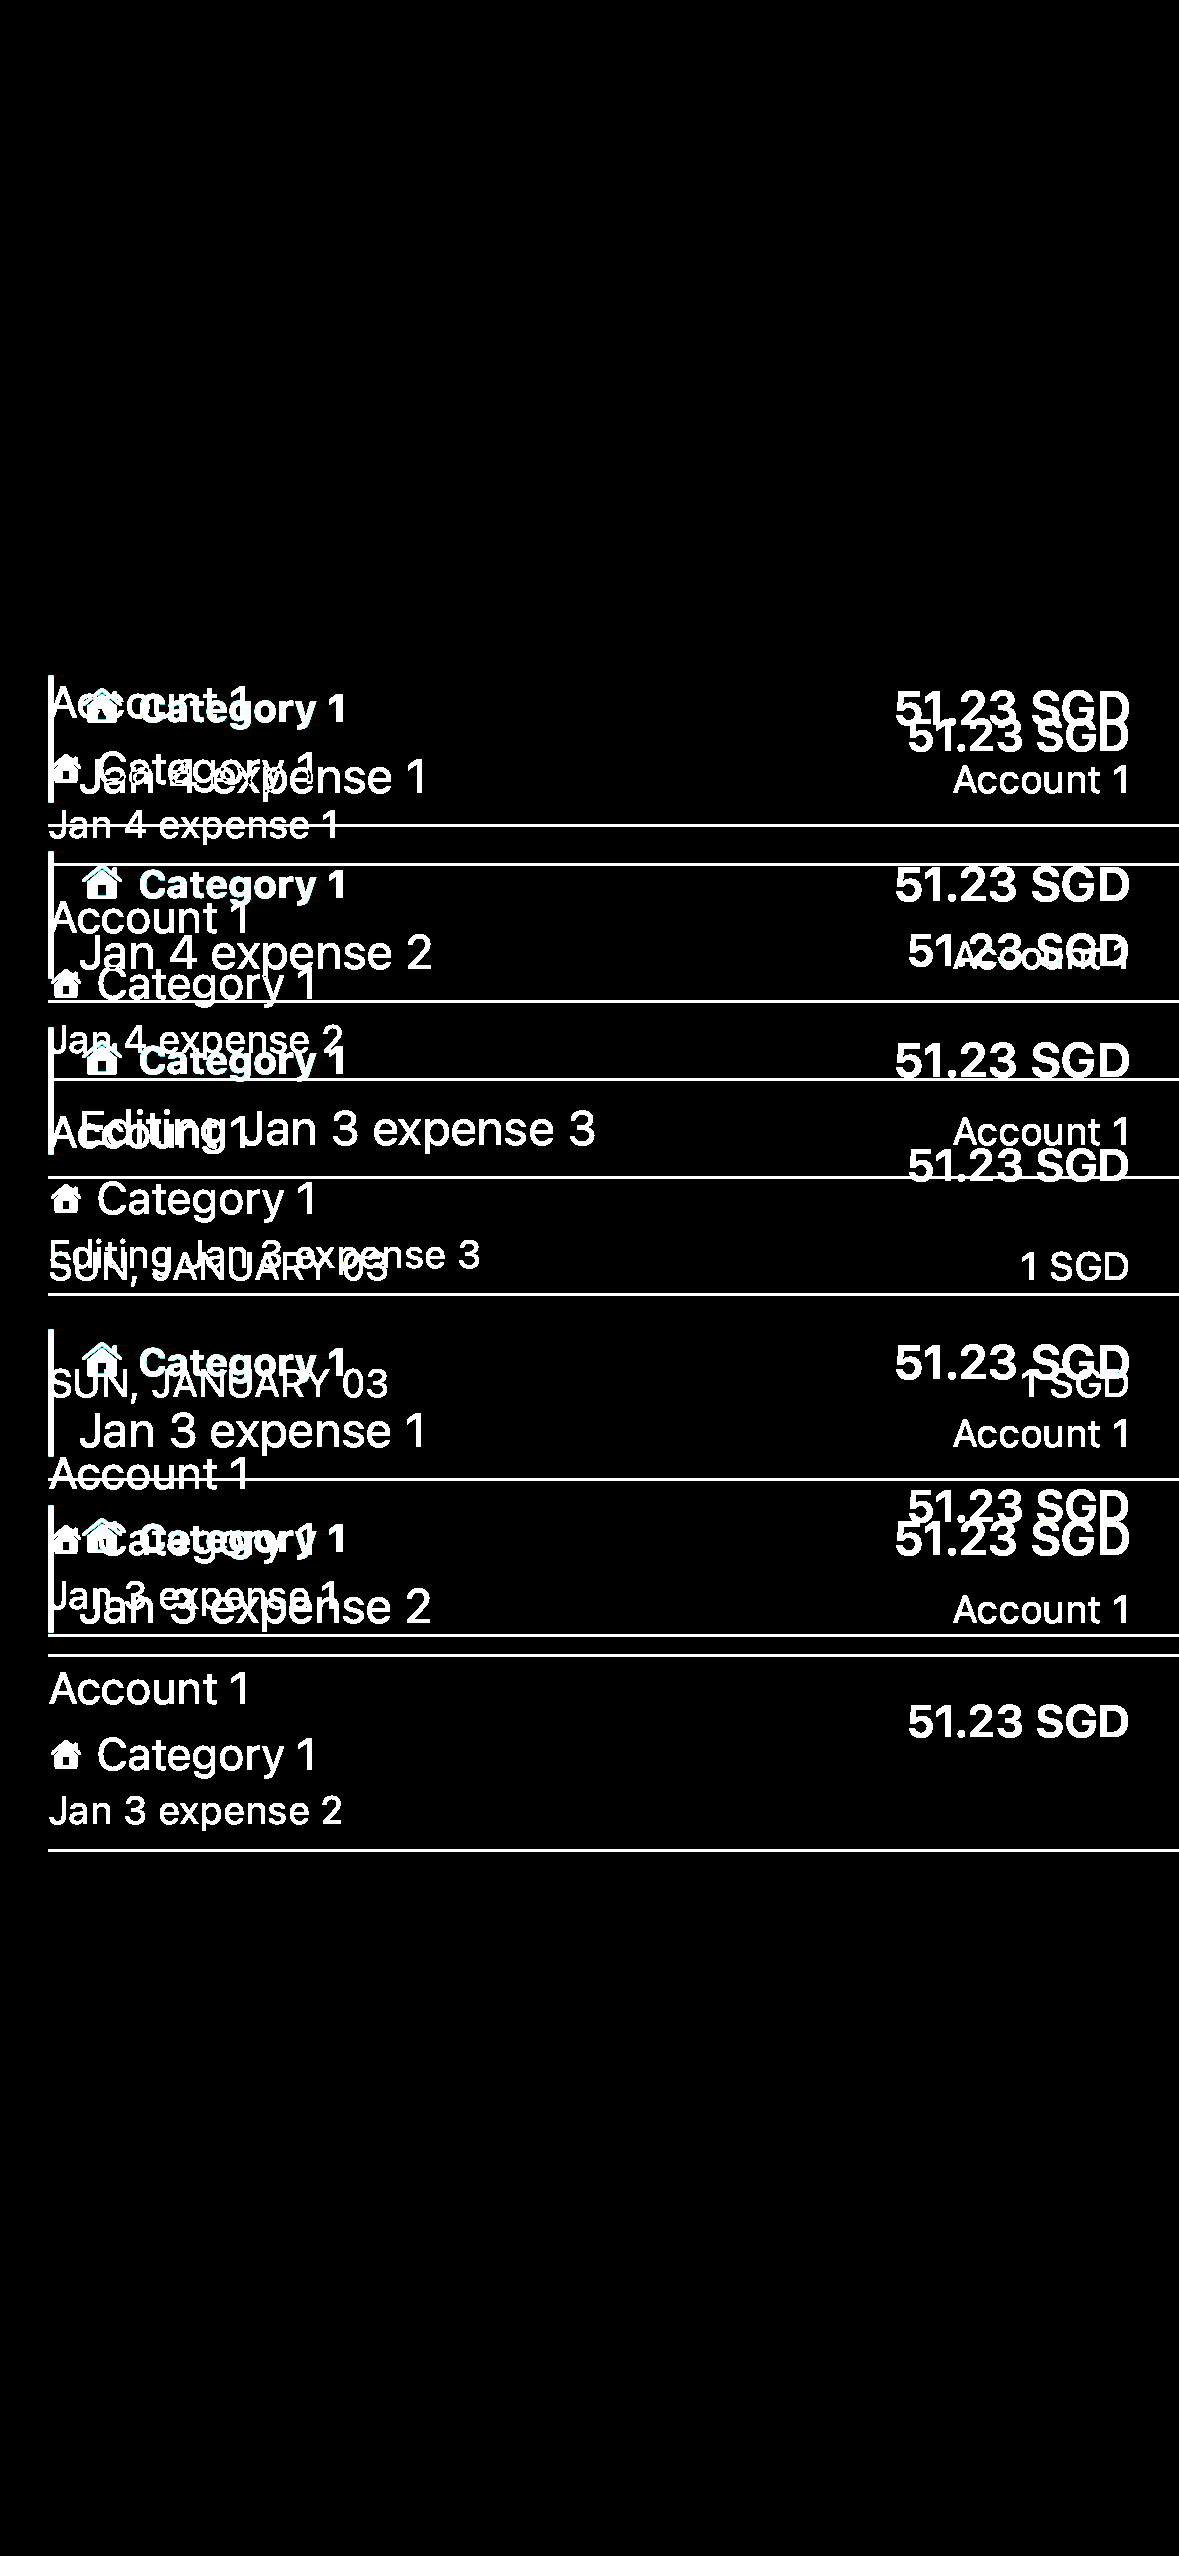 Account 1
Category 1 51.23 SGD
51.23 SGD
Category 1
Jan 4 expense 1 Account 1
Jan 4 expense 1
Category 1 51.23 SGD
Account 1
Jan 4 expense 2 51.23 SGD
Account 1
Category 1
Jan 4 expense 2
Category 1 51.23 SGD
Editing Jan 3 expense 3 Account 1
Account 1
51.23 SGD
Category 1
Editing Jan 3 expense 3
SUN, JANUARY 03 1 SGD
Category 1 51.23 SGD
SUN, JANUARY 03 1 SGD
Jan 3 expense 1 Account 1
Account 1
51.23 SGD
Category 1 51.23 SGD
Category 1
Jan 3 expense 1
Jan 3 expense 2 Account 1
Account 1
51.23 SGD
Category 1
Jan 3 expense 2